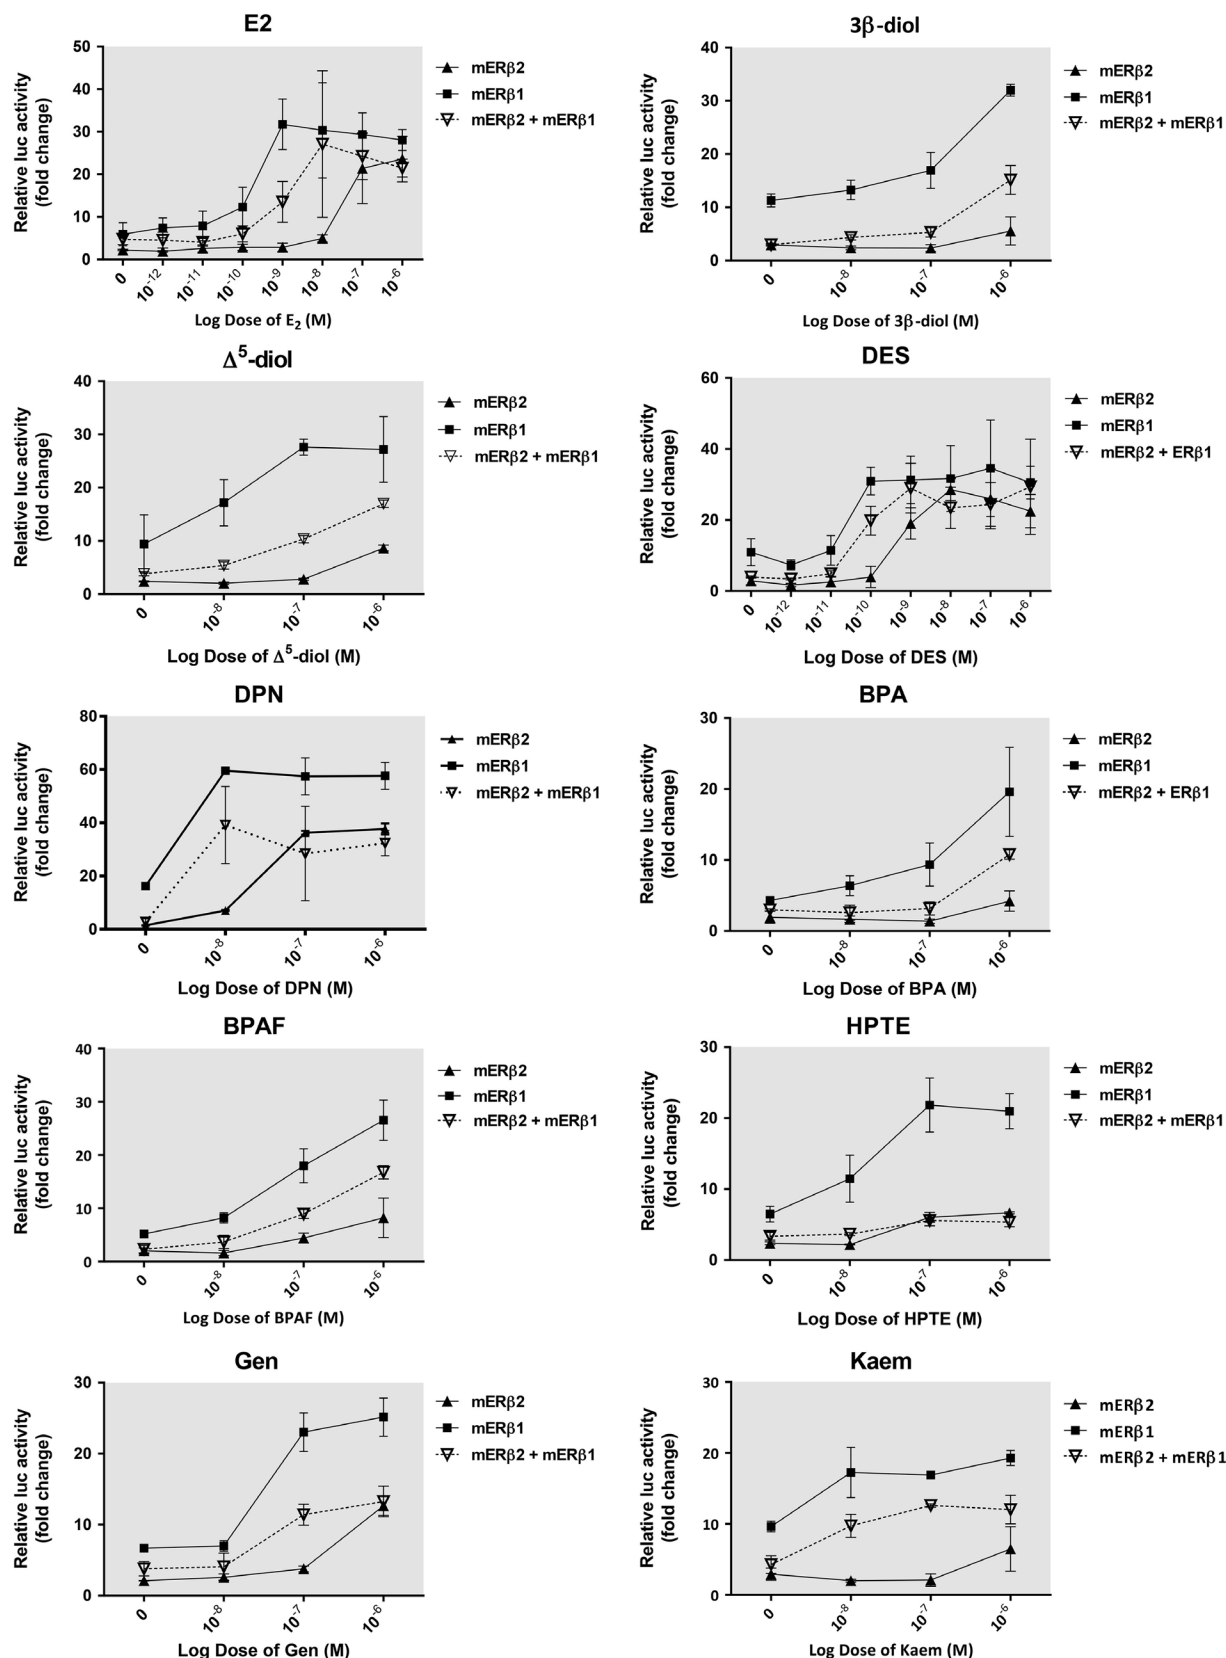 E2
50
40
30
20
10
0
Relative luc activity
(fold change)
0
10⁻¹²
10⁻¹¹
10⁻¹⁰
10⁻⁹
10⁻⁸
10⁻⁷
10⁻⁶
Log Dose of E₂ (M)
mERβ2
mERβ1
mERβ2 + mERβ1
3β-diol
40
30
20
10
0
Relative luc activity
(fold change)
0
10⁻⁸
10⁻⁷
10⁻⁶
Log Dose of 3β-diol (M)
mERβ2
mERβ1
mERβ2 + mERβ1
Δ⁵-diol
40
30
20
10
0
Relative luc activity
(fold change)
0
10⁻⁸
10⁻⁷
10⁻⁶
Log Dose of Δ⁵-diol (M)
mERβ2
mERβ1
mERβ2 + mERβ1
DES
60
40
20
0
Relative luc activity
(fold change)
0
10⁻¹²
10⁻¹¹
10⁻¹⁰
10⁻⁹
10⁻⁸
10⁻⁷
10⁻⁶
Log Dose of DES (M)
mERβ2
mERβ1
mERβ2 + ERβ1
DPN
80
60
40
20
0
Relative luc activity
(fold change)
0
10⁻⁸
10⁻⁷
10⁻⁶
Log Dose of DPN (M)
mERβ2
mERβ1
mERβ2 + mERβ1
BPA
30
20
10
0
Relative luc activity
(fold change)
0
10⁻⁸
10⁻⁷
10⁻⁶
Log Dose of BPA (M)
mERβ2
mERβ1
mERβ2 + ERβ1
BPAF
40
30
20
10
0
Relative luc activity
(fold change)
0
10⁻⁸
10⁻⁷
10⁻⁶
Log Dose of BPAF (M)
mERβ2
mERβ1
mERβ2 + mERβ1
HPTE
30
20
10
0
Relative luc activity
(fold change)
0
10⁻⁸
10⁻⁷
10⁻⁶
Log Dose of HPTE (M)
mERβ2
mERβ1
mERβ2 + mERβ1
Gen
30
20
10
0
Relative luc activity
(fold change)
0
10⁻⁸
10⁻⁷
10⁻⁶
Log Dose of Gen (M)
mERβ2
mERβ1
mERβ2 + mERβ1
Kaem
30
20
10
0
Relative luc activity
(fold change)
0
10⁻⁸
10⁻⁷
10⁻⁶
Log Dose of Kaem (M)
mERβ2
mERβ1
mERβ2 + mERβ1